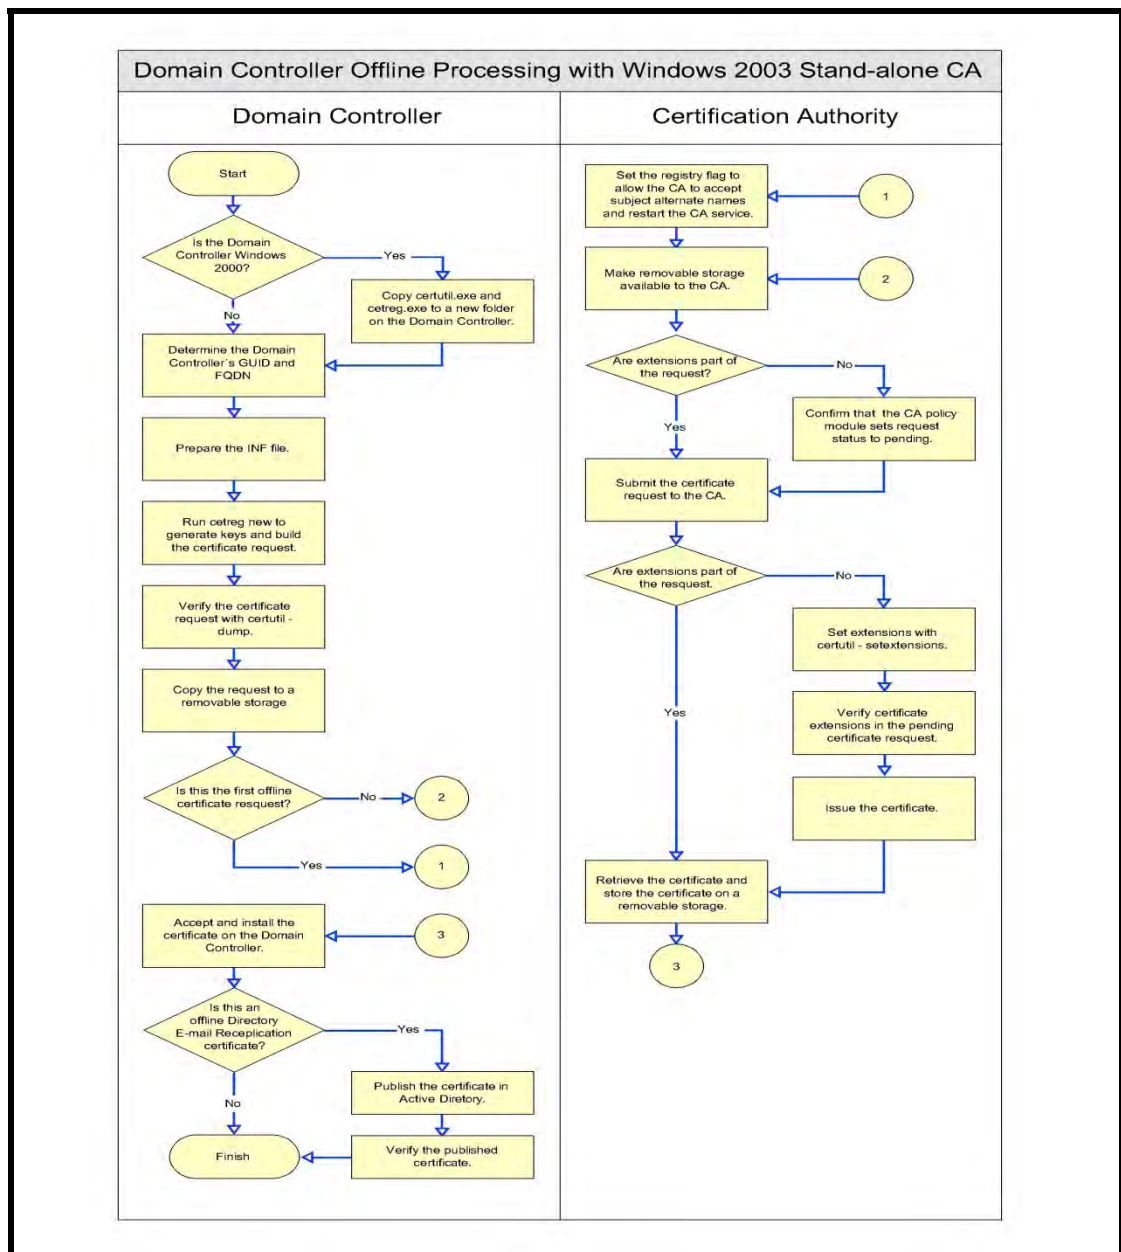 Domain Controller Offline Processing with Windows 2003 Stand-alone CA
Domain Controller
Certification Authority
Start
Is the Domain
Controller Windows
2000?
Yes
Copy certutil.exe and
cetreg.exe to a new folder
on the Domain Controller.
No
Determine the Domain
Controller´s GUID and
FQDN
Prepare the INF file.
Run cetreg new to
generate keys and build
the certificate request.
Verify the certificate
request with certutil -
dump.
Copy the request to a
removable storage
Is this the first offline
certificate resquest?
No
2
Yes
1
Accept and install the
certificate on the Domain
Controller.
3
Is this an
offline Directory
E-mail Receplication
certificate?
Yes
Publish the certificate in
Active Diretory.
No
Verify the published
certificate.
Finish
Set the registry flag to
allow the CA to accept
subject alternate names
and restart the CA service.
1
Make removable storage
available to the CA.
2
Are extensions part of
the request?
No
Confirm that the CA policy
module sets request
status to pending.
Yes
Submit the certificate
request to the CA.
Are extensions part of
the resquest.
No
Set extensions with
certutil - setextensions.
Verify certificate
extensions in the pending
certificate resquest.
Yes
Issue the certificate.
Retrieve the certificate and
store the certificate on a
removable storage.
3